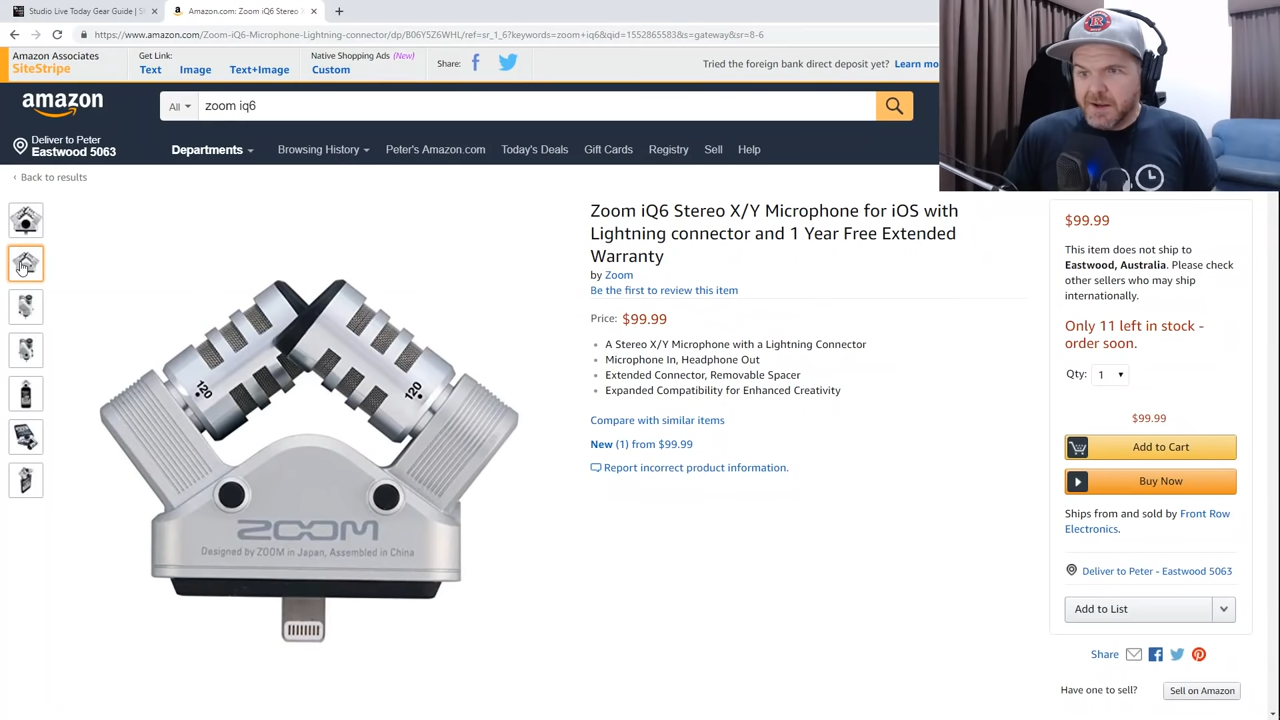 Studio Live Today Gear Guide | S
Amazon.com: Zoom iQ6 Stereo X
https://www.amazon.com/Zoom-iQ6-Microphone-Lightning-connector/dp/B06Y5Z6WHL/ref=sr_1_6?keywords=zoom+iq6&qid=1552865583&s=gateway&sr=8-6
Amazon Associates
SiteStripe
Get Link:
Text Image Text+Image
Native Shopping Ads (New)
Custom
Share:
Tried the foreign bank direct deposit yet? Learn mo
amazon
All
zoom iq6
Deliver to Peter
Eastwood 5063
Departments Browsing History Peter's Amazon.com Today's Deals Gift Cards Registry Sell Help
‹ Back to results
Zoom iQ6 Stereo X/Y Microphone for iOS with
Lightning connector and 1 Year Free Extended
Warranty
by Zoom
Be the first to review this item
Price: $99.99
• A Stereo X/Y Microphone with a Lightning Connector
• Microphone In, Headphone Out
• Extended Connector, Removable Spacer
• Expanded Compatibility for Enhanced Creativity
Compare with similar items
New (1) from $99.99
Report incorrect product information.
120
120
ZOOM
Designed by ZOOM in Japan, Assembled in China
$99.99
This item does not ship to
Eastwood, Australia. Please check
other sellers who may ship
internationally.
Only 11 left in stock -
order soon.
Qty: 1
$99.99
Add to Cart
Buy Now
Ships from and sold by Front Row
Electronics.
Deliver to Peter - Eastwood 5063
Add to List
Share
Have one to sell?
Sell on Amazon